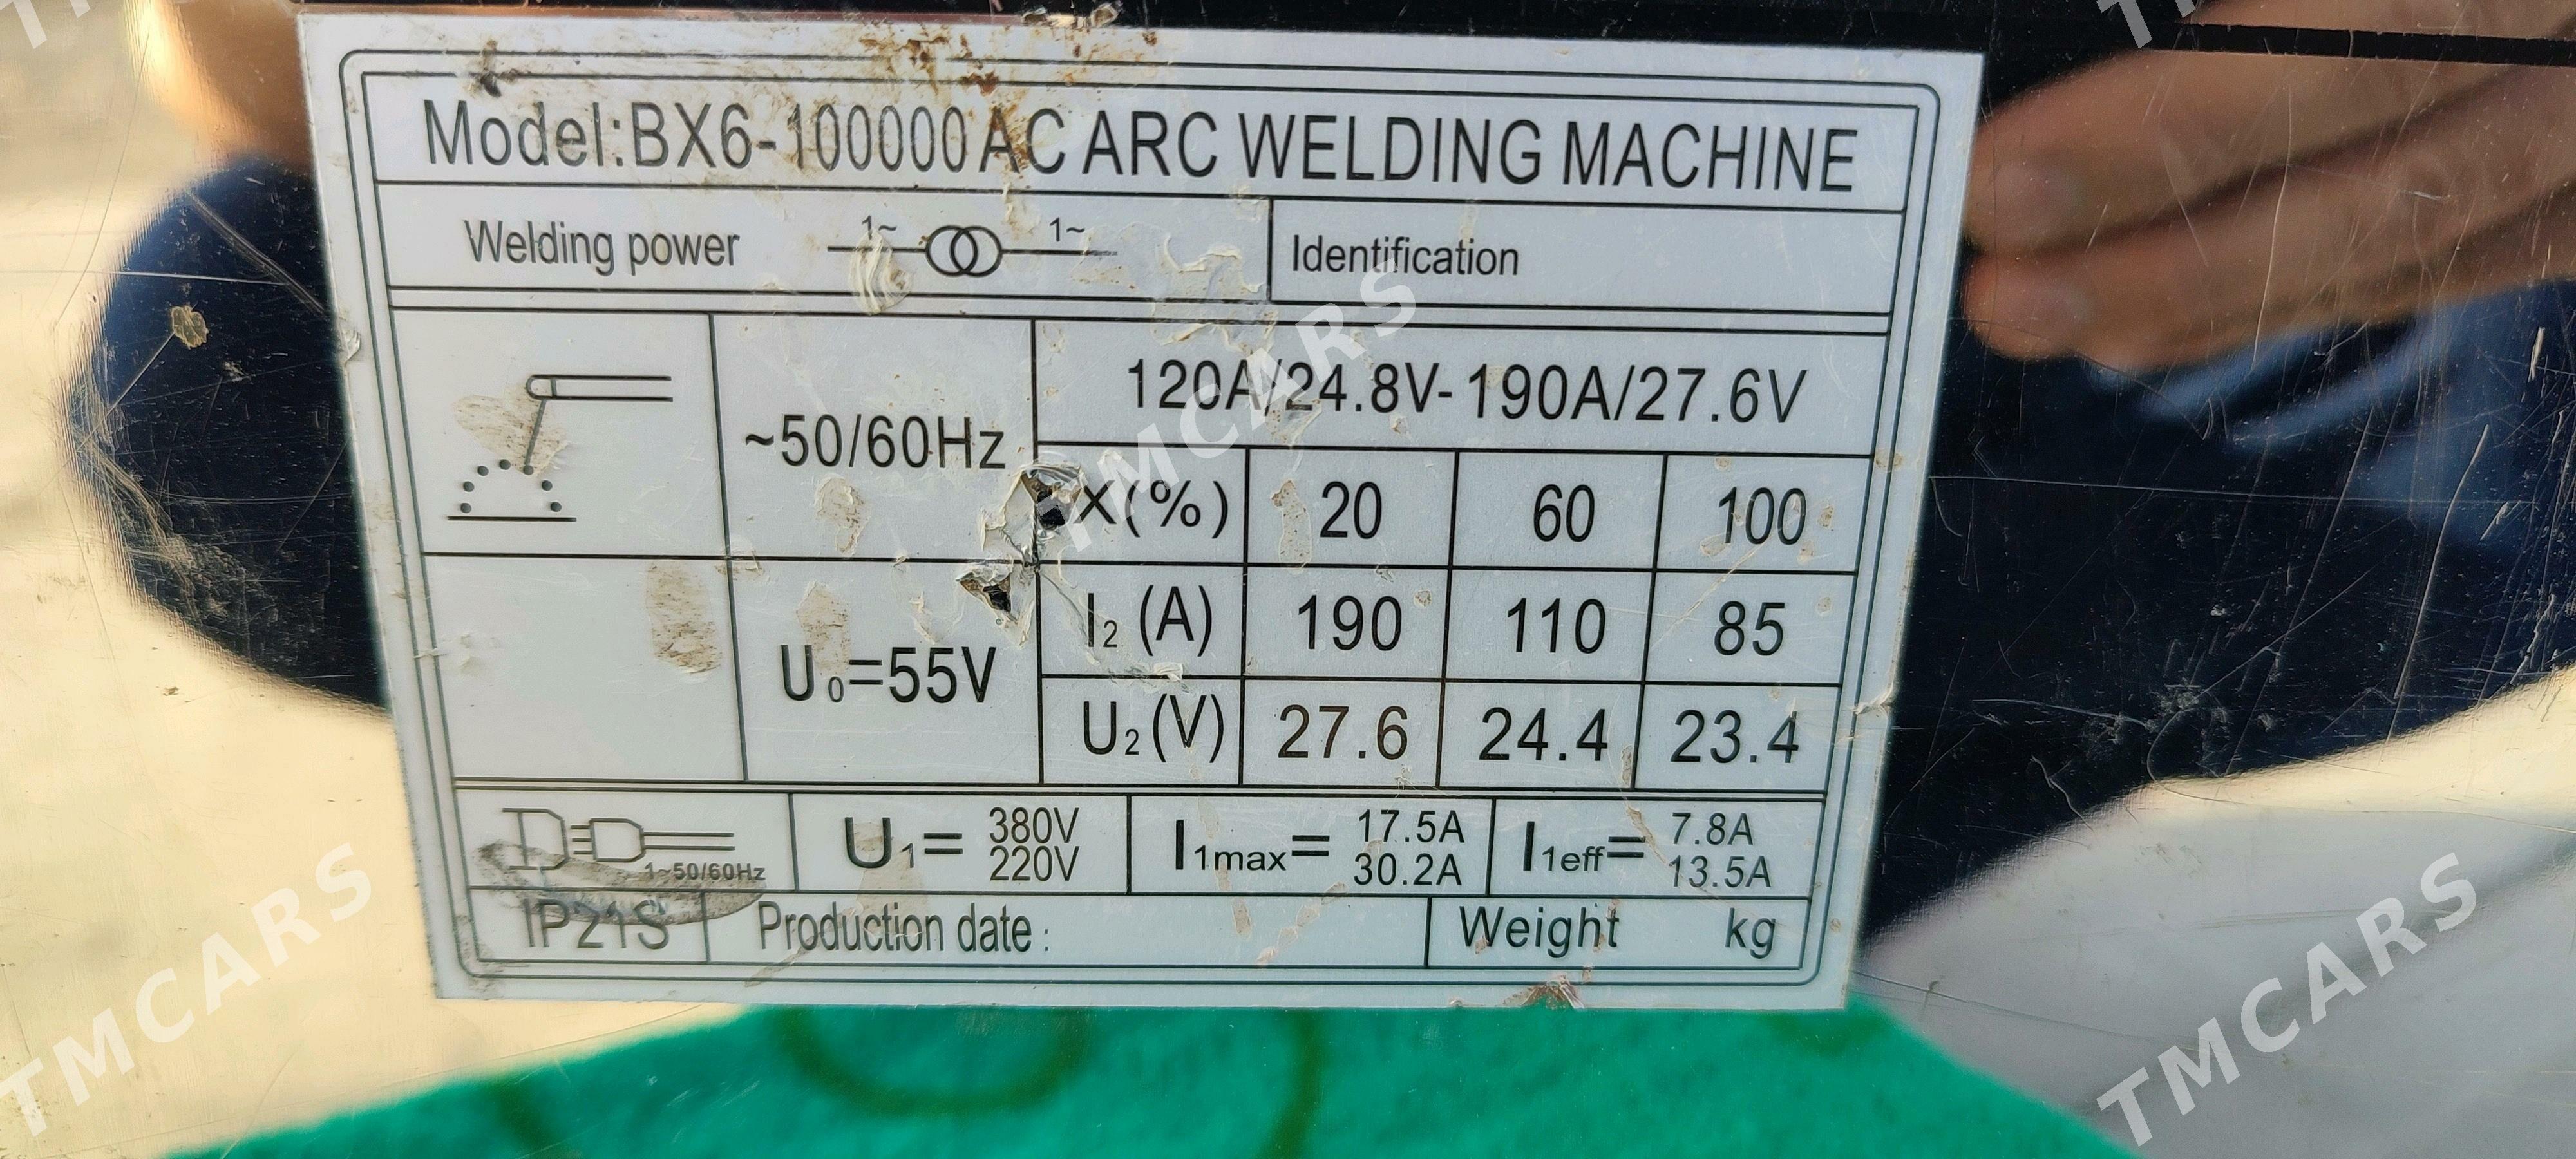 Model:BX6-100000 AC ARC WELDING MACHINE
Welding power 1~ 1~ Identification
~50/60Hz
120A/24.8V-190A/27.6V
X(%) 20 60 100
U₀=55V
I₂ (A) 190 110 85
U₂ (V) 27.6 24.4 23.4
1~50/60Hz
U₁= 380V 220V
I₁max= 17.5A 30.2A
I₁eff= 7.8A 13.5A
IP21S Production date : Weight kg
TMCARS
TMCARS
TMCARS